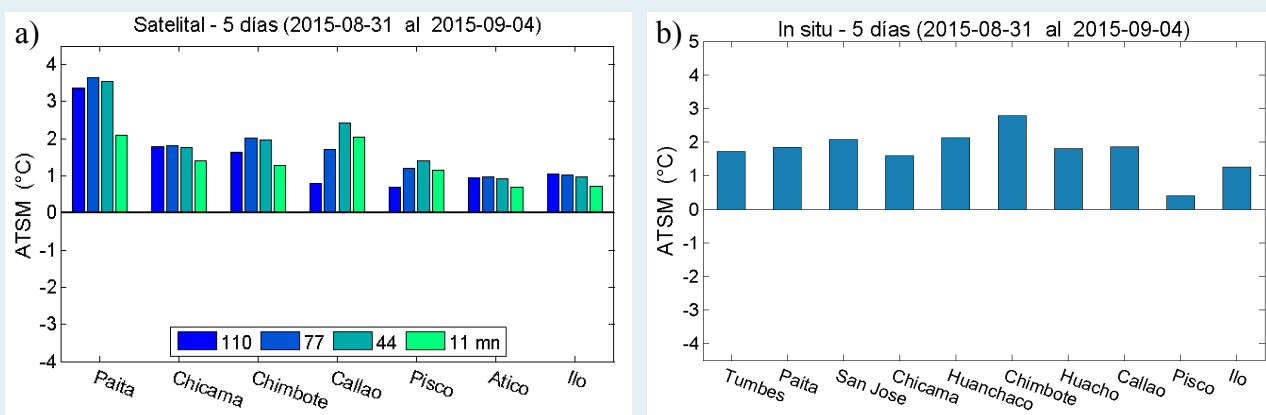 a)
Satelital - 5 días (2015-08-31 al 2015-09-04)
ATSM (°C)
4
3
2
1
0
-1
-2
-3
-4
110 77 44 11 mn
Paita Chicama Chimbote Callao Pisco Atico Ilo
b)
In situ - 5 días (2015-08-31 al 2015-09-04)
ATSM (°C)
5
4
3
2
1
0
-1
-2
-3
-4
Tumbes Paita San Jose Chicama Huanchaco Chimbote Huacho Callao Pisco Ilo